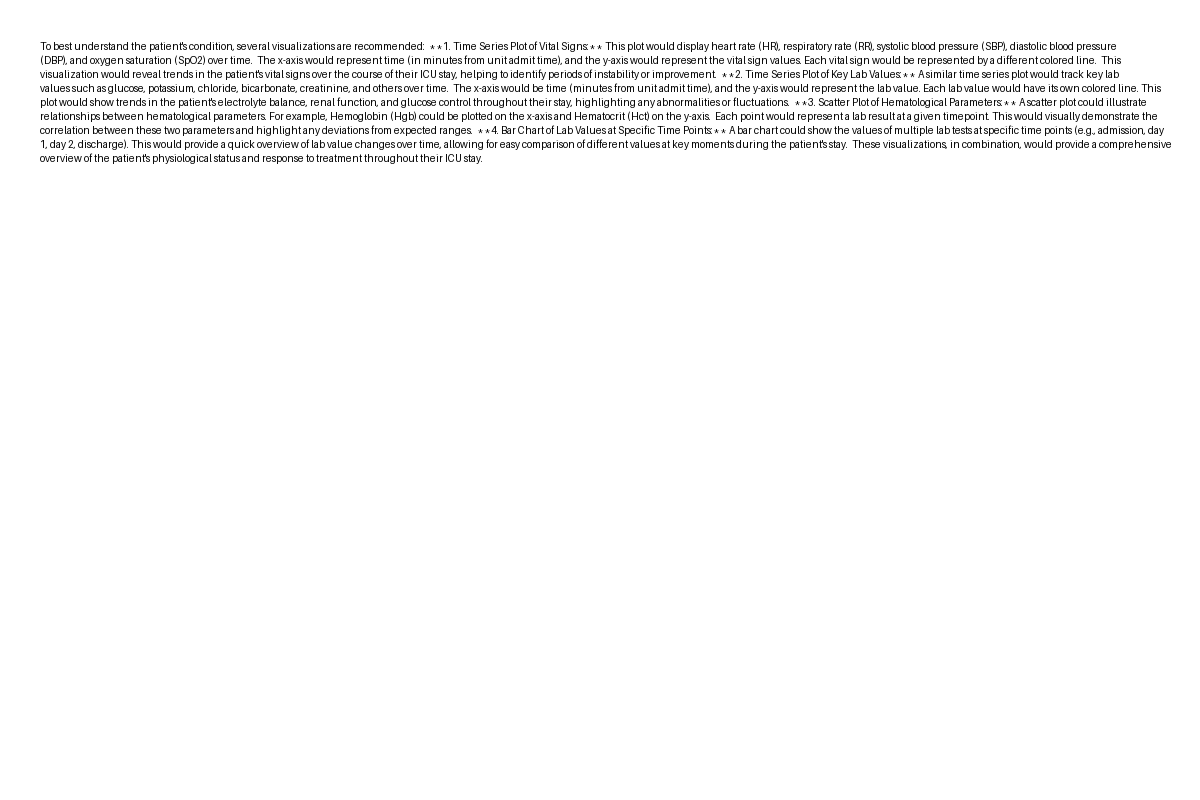 To best understand the patient's condition, several visualizations are recommended:  **1. Time Series Plot of Vital Signs:** This plot would display heart rate (HR), respiratory rate (RR), systolic blood pressure (SBP), diastolic blood pressure
(DBP), and oxygen saturation (SpO2) over time.  The x-axis would represent time (in minutes from unit admit time), and the y-axis would represent the vital sign values. Each vital sign would be represented by a different colored line.  This
visualization would reveal trends in the patient's vital signs over the course of their ICU stay, helping to identify periods of instability or improvement.  **2. Time Series Plot of Key Lab Values:** A similar time series plot would track key lab
values such as glucose, potassium, chloride, bicarbonate, creatinine, and others over time.  The x-axis would be time (minutes from unit admit time), and the y-axis would represent the lab value. Each lab value would have its own colored line. This
plot would show trends in the patient's electrolyte balance, renal function, and glucose control throughout their stay, highlighting any abnormalities or fluctuations.  **3. Scatter Plot of Hematological Parameters:** A scatter plot could illustrate
relationships between hematological parameters. For example, Hemoglobin (Hgb) could be plotted on the x-axis and Hematocrit (Hct) on the y-axis.  Each point would represent a lab result at a given timepoint. This would visually demonstrate the
correlation between these two parameters and highlight any deviations from expected ranges.  **4. Bar Chart of Lab Values at Specific Time Points:** A bar chart could show the values of multiple lab tests at specific time points (e.g., admission, day
1, day 2, discharge). This would provide a quick overview of lab value changes over time, allowing for easy comparison of different values at key moments during the patient's stay.  These visualizations, in combination, would provide a comprehensive
overview of the patient's physiological status and response to treatment throughout their ICU stay.